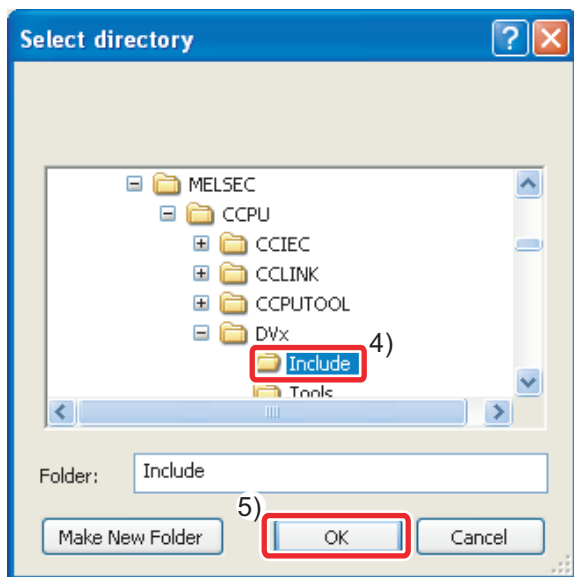 Select directory
MELSEC
CCPU
CCIEC
CCLINK
CCPUTOOL
DVx
4)
Include
Tools
Folder: Include
5)
Make New Folder OK Cancel